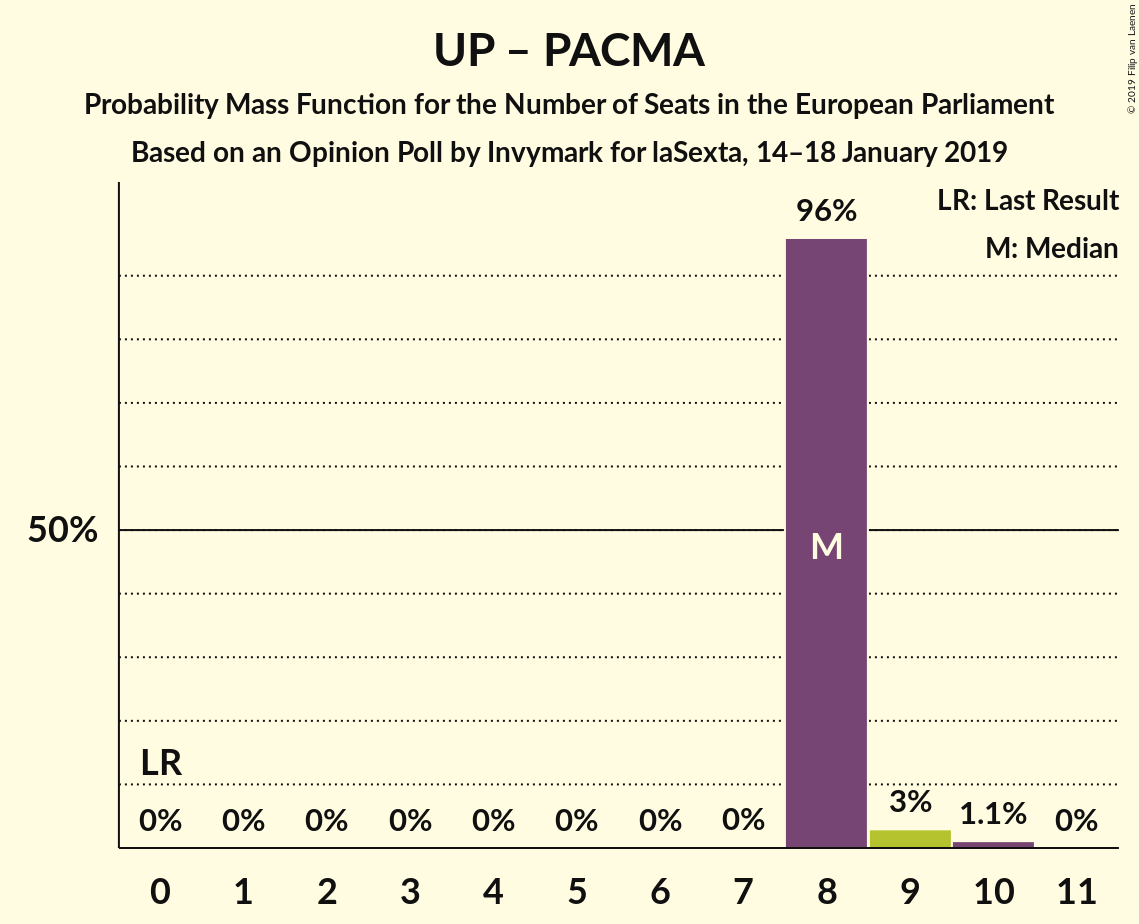 UP – PACMA
Probability Mass Function for the Number of Seats in the European Parliament
Based on an Opinion Poll by Invymark for laSexta, 14–18 January 2019
© 2019 Filip van Laenen
LR: Last Result
M: Median
96%
50%
M
LR
0% 0% 0% 0% 0% 0% 0% 0% 3% 1.1% 0%
0 1 2 3 4 5 6 7 8 9 10 11